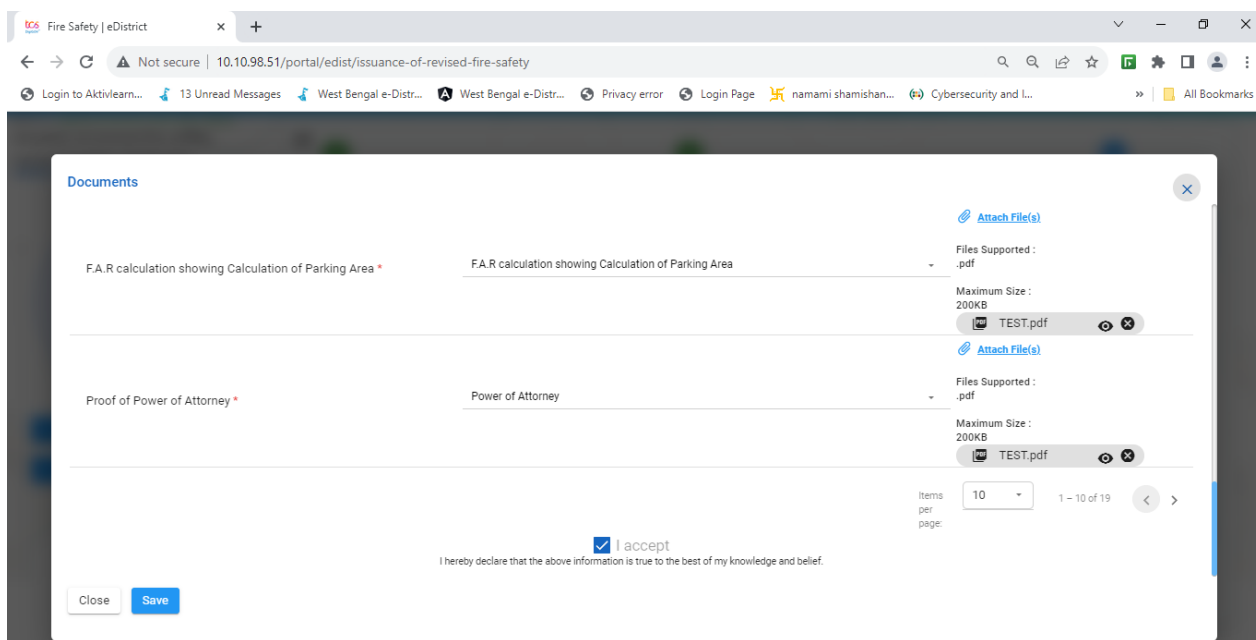 Fire Safety | eDistrict
Not secure | 10.10.98.51/portal/edist/issuance-of-revised-fire-safety
Login to Aktivlearn... 13 Unread Messages West Bengal e-Distr... West Bengal e-Distr... Privacy error Login Page namami shamishan... Cybersecurity and I... » All Bookmarks
Documents
Attach File(s)
F.A.R calculation showing Calculation of Parking Area * F.A.R calculation showing Calculation of Parking Area
Files Supported :
.pdf
Maximum Size :
200KB
TEST.pdf
Attach File(s)
Proof of Power of Attorney * Power of Attorney
Files Supported :
.pdf
Maximum Size :
200KB
TEST.pdf
Items per page: 10 1 – 10 of 19
I accept
I hereby declare that the above information is true to the best of my knowledge and belief.
Close Save